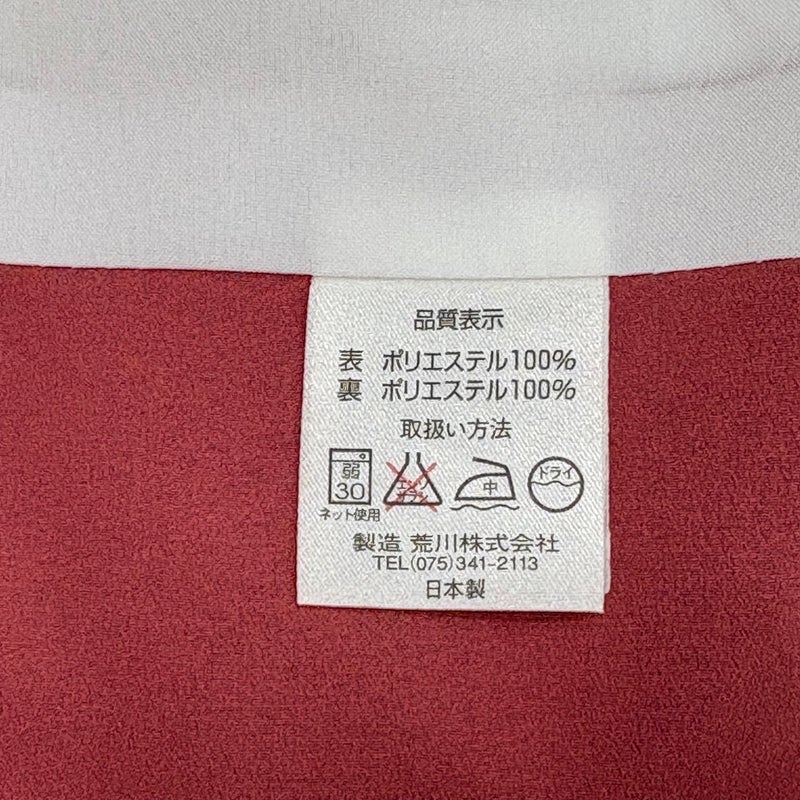 品質表示
表 ポリエステル100%
裏 ポリエステル100%
取扱い方法
弱
30
ネット使用
エンソ
サラシ
中
ドライ
製造 荒川株式会社
TEL(075)341-2113
日本製